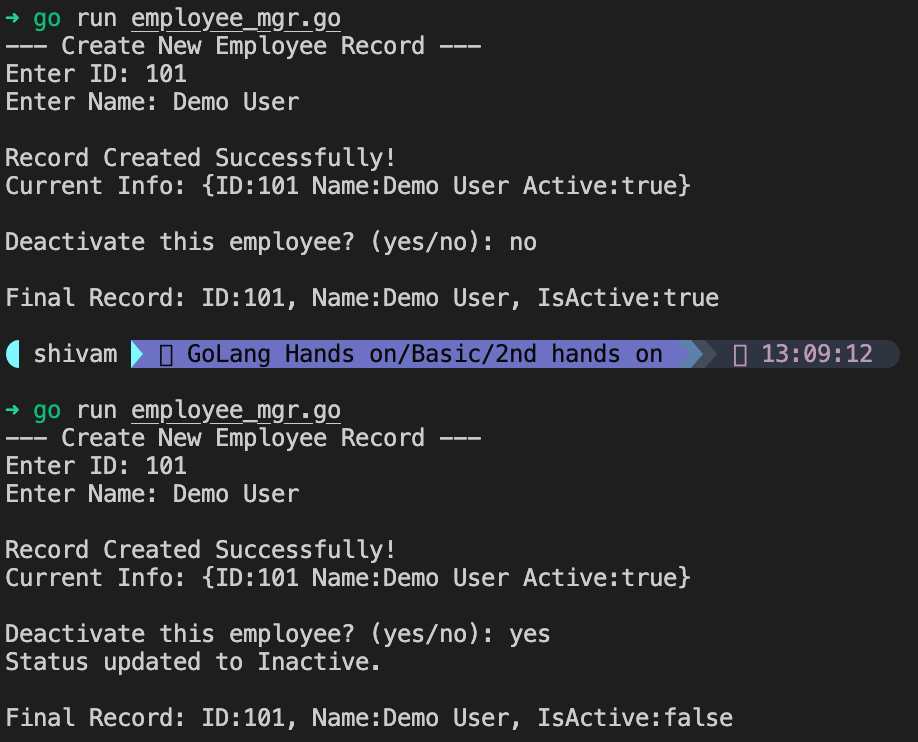 → go run employee_mgr.go
--- Create New Employee Record ---
Enter ID: 101
Enter Name: Demo User
Record Created Successfully!
Current Info: {ID:101 Name:Demo User Active:true}
Deactivate this employee? (yes/no): no
Final Record: ID:101, Name:Demo User, IsActive:true
shivam GoLang Hands on/Basic/2nd hands on 13:09:12
→ go run employee_mgr.go
--- Create New Employee Record ---
Enter ID: 101
Enter Name: Demo User
Record Created Successfully!
Current Info: {ID:101 Name:Demo User Active:true}
Deactivate this employee? (yes/no): yes
Status updated to Inactive.
Final Record: ID:101, Name:Demo User, IsActive:false